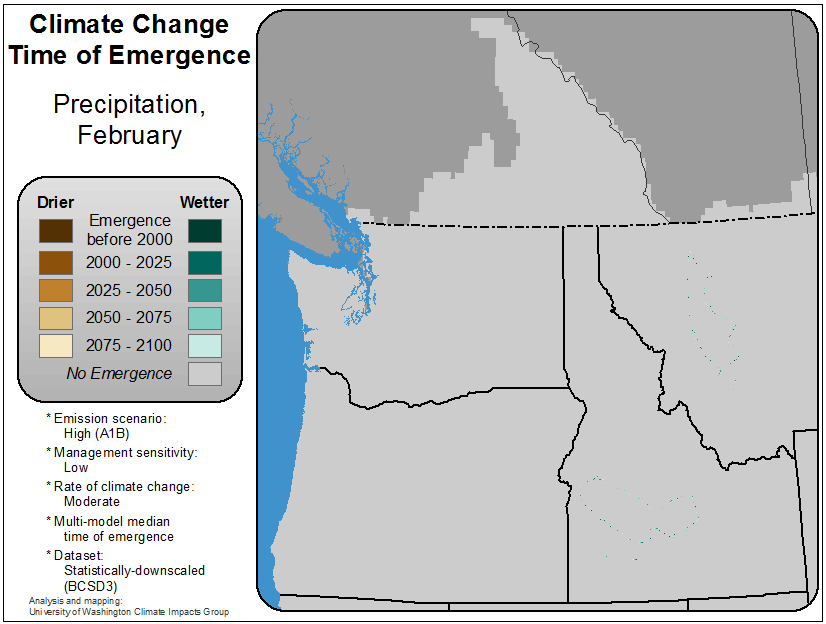 Climate Change
Time of Emergence
Precipitation,
February
Drier Wetter
Emergence
before 2000
2000 - 2025
2025 - 2050
2050 - 2075
2075 - 2100
No Emergence
* Emission scenario:
High (A1B)
* Management sensitivity:
Low
* Rate of climate change:
Moderate
* Multi-model median
time of emergence
* Dataset:
Statistically-downscaled
(BCSD3)
Analysis and mapping:
University of Washington Climate Impacts Group